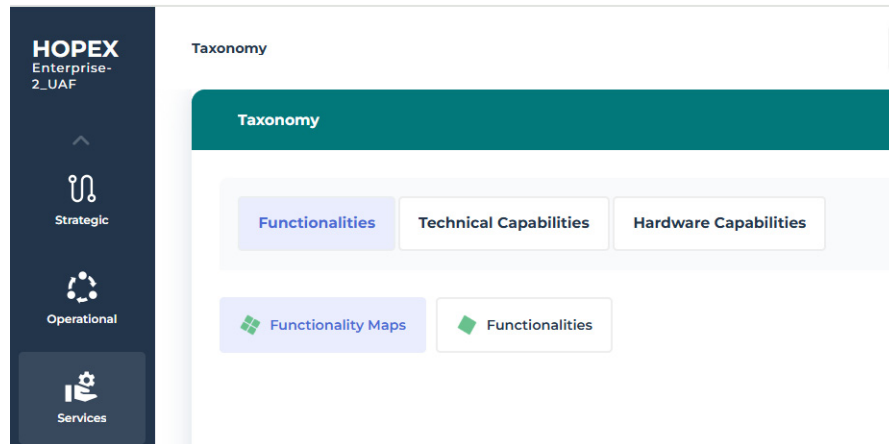 HOPEX
Enterprise-
2_UAF
Strategic
Operational
Services
Taxonomy
Taxonomy
Functionalities
Technical Capabilities
Hardware Capabilities
Functionality Maps
Functionalities